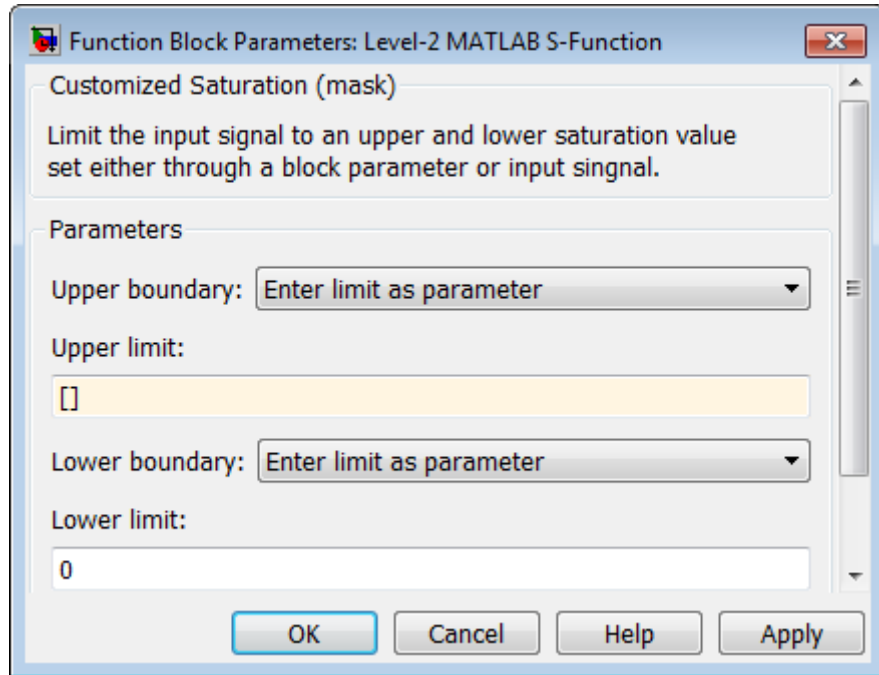 Function Block Parameters: Level-2 MATLAB S-Function
Customized Saturation (mask)
Limit the input signal to an upper and lower saturation value
set either through a block parameter or input singnal.
Parameters
Upper boundary: Enter limit as parameter
Upper limit:
[]
Lower boundary: Enter limit as parameter
Lower limit:
0
OK Cancel Help Apply